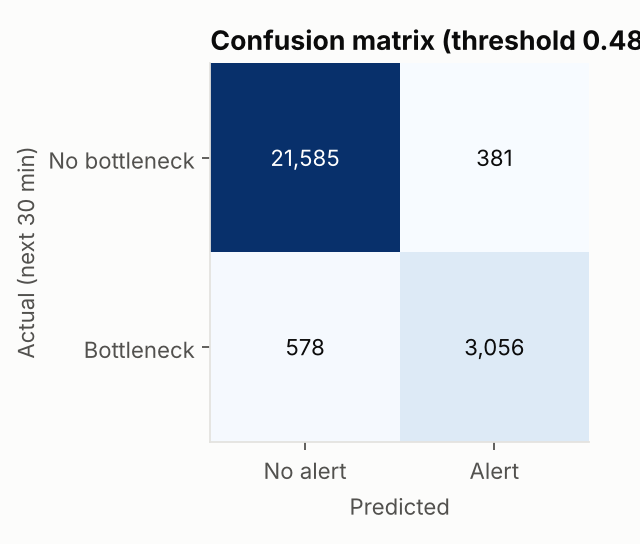 Confusion matrix (threshold 0.48
No bottleneck
21,585
381
Actual (next 30 min)
Bottleneck
578
3,056
No alert
Alert
Predicted